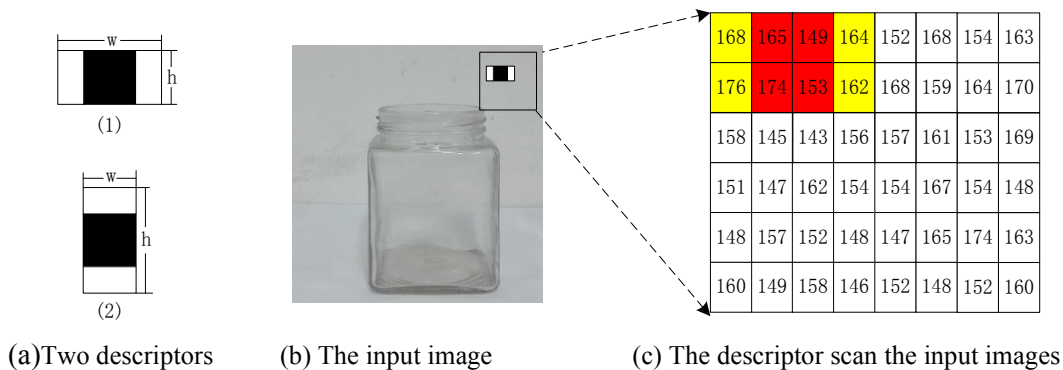 w
h
(1)
w
h
(2)
168 165 149 164 152 168 154 163
176 174 153 162 168 159 164 170
158 145 143 156 157 161 153 169
151 147 162 154 154 167 154 148
148 157 152 148 147 165 174 163
160 149 158 146 152 148 152 160
(a)Two descriptors
(b) The input image
(c) The descriptor scan the input images